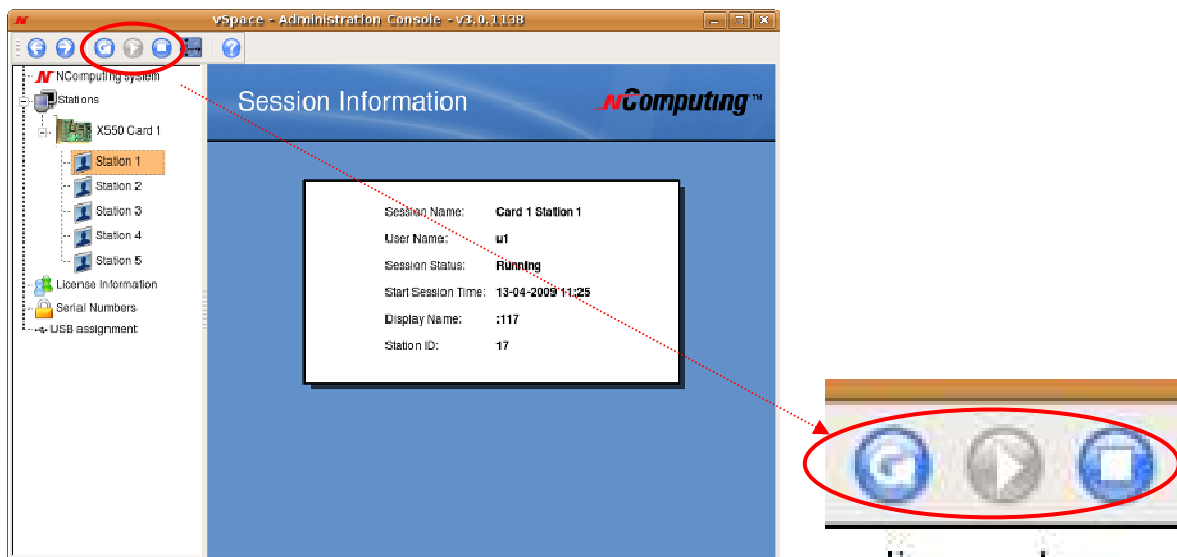 vSpace - Administration Console - v3.0.1138
NComputing system
Stations
X550 Card 1
Station 1
Station 2
Station 3
Station 4
Station 5
License Information
Serial Numbers
USB assignment
Session Information
NComputing™
Session Name: Card 1 Station 1
User Name: u1
Session Status: Running
Start Session Time: 13-04-2009 11:25
Display Name: :117
Station ID: 17